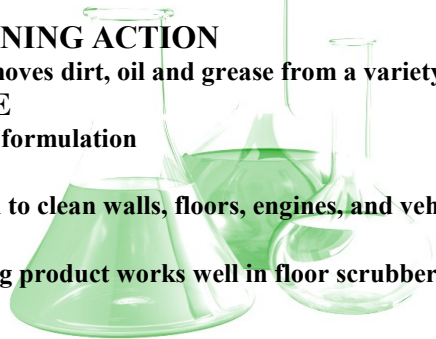 NING ACTION
noves dirt, oil and grease from a variety
E
formulation
to clean walls, floors, engines, and veh
g product works well in floor scrubber